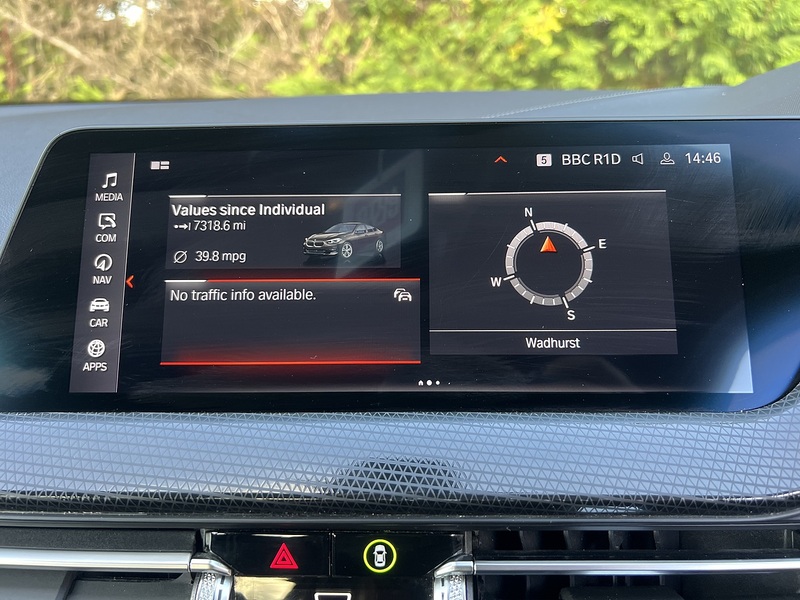 5 BBC R1D 14:46
MEDIA
COM
NAV
CAR
APPS
Values since Individual
7318.6 mi
39.8 mpg
No traffic info available.
N
E
W
S
Wadhurst